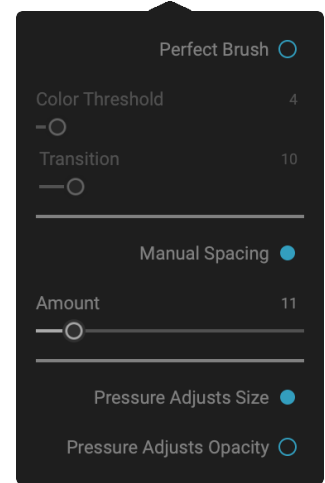 Perfect Brush
Color Threshold 4
Transition 10
Manual Spacing
Amount 11
Pressure Adjusts Size
Pressure Adjusts Opacity